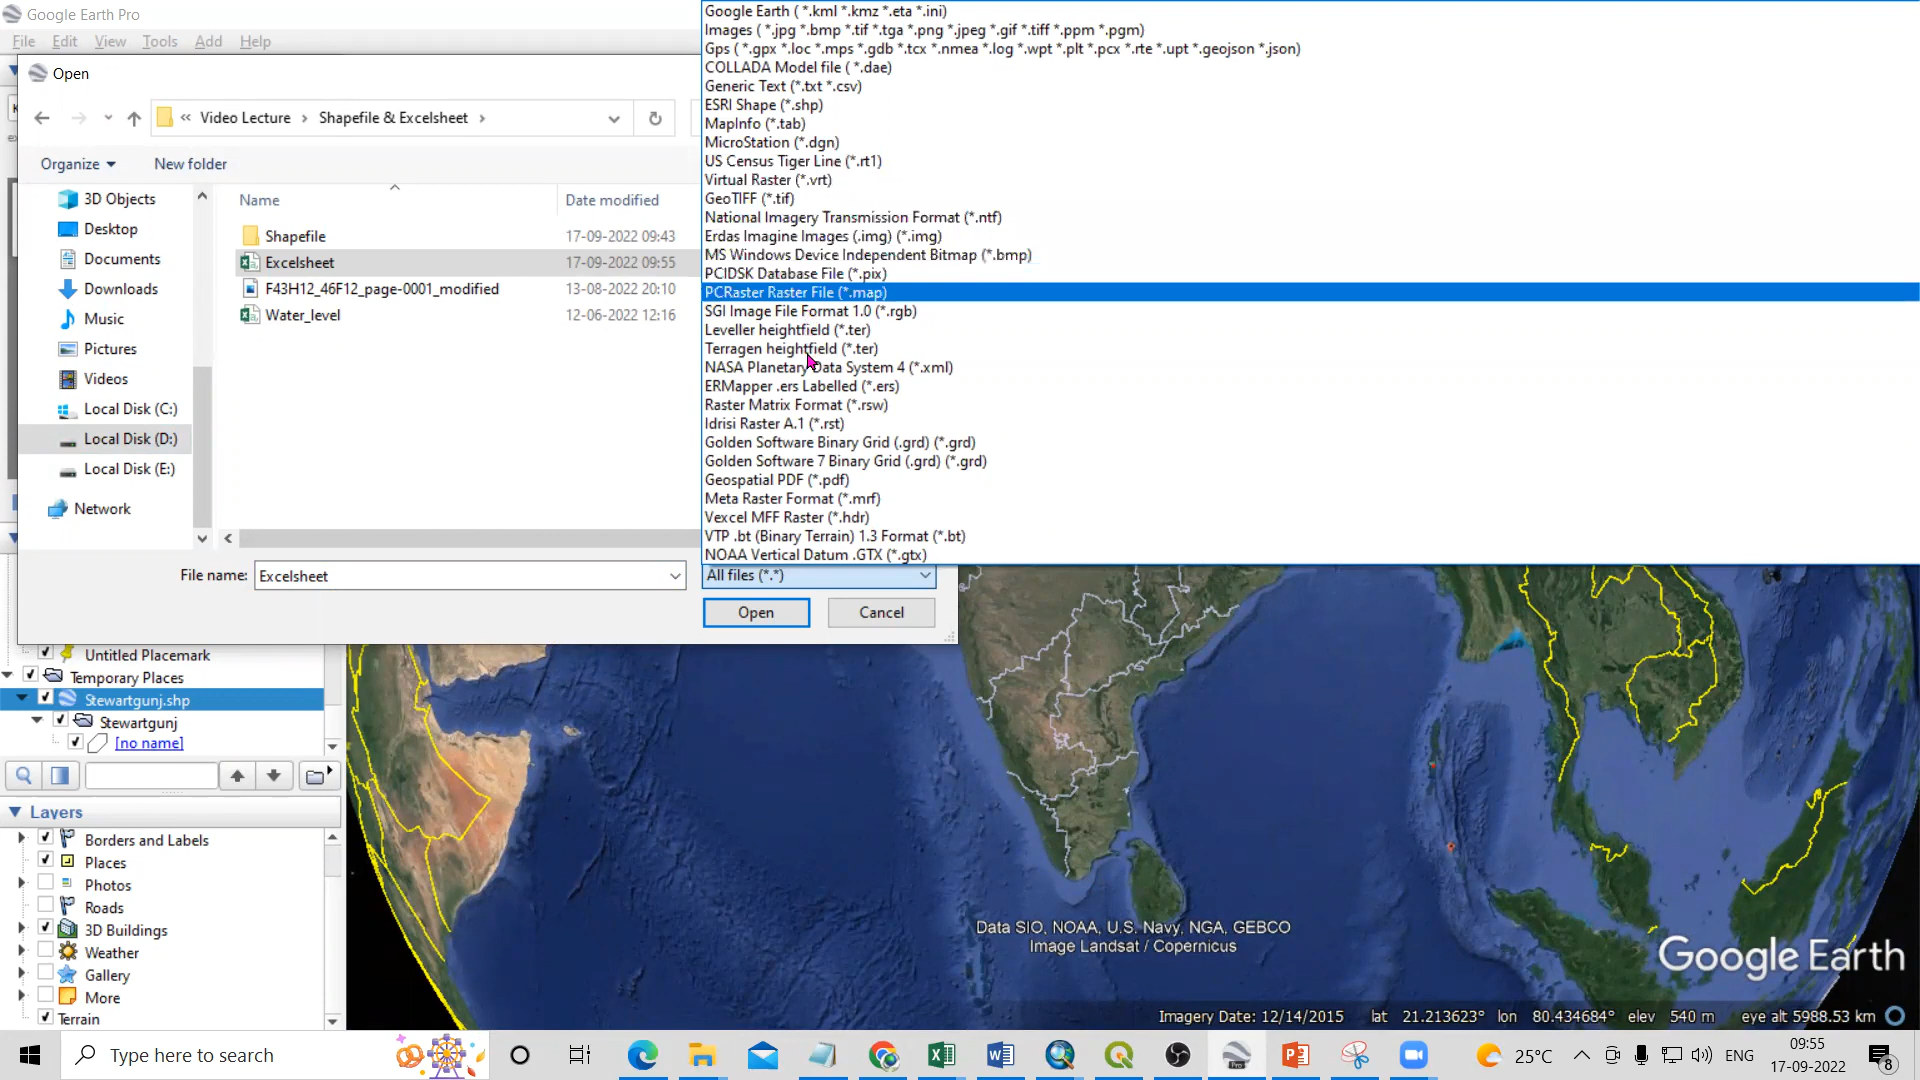 Google Earth Pro
File Edit View Tools Add Help
Open
« Video Lecture › Shapefile & Excelsheet ›
Organize New folder
3D Objects
Desktop
Documents
Downloads
Music
Pictures
Videos
Local Disk (C:)
Local Disk (D:)
Local Disk (E:)
Network
Name Date modified
Shapefile 17-09-2022 09:43
Excelsheet 17-09-2022 09:55
F43H12_46F12_page-0001_modified 13-08-2022 20:10
Water_level 12-06-2022 12:16
Google Earth ( *.kml *.kmz *.eta *.ini)
Images ( *.jpg *.bmp *.tif *.tga *.png *.jpeg *.gif *.tiff *.ppm *.pgm)
Gps ( *.gpx *.loc *.mps *.gdb *.tcx *.nmea *.log *.wpt *.plt *.pcx *.rte *.upt *.geojson *.json)
COLLADA Model file ( *.dae)
Generic Text (*.txt *.csv)
ESRI Shape (*.shp)
MapInfo (*.tab)
MicroStation (*.dgn)
US Census Tiger Line (*.rt1)
Virtual Raster (*.vrt)
GeoTIFF (*.tif)
National Imagery Transmission Format (*.ntf)
Erdas Imagine Images (.img) (*.img)
MS Windows Device Independent Bitmap (*.bmp)
PCIDSK Database File (*.pix)
PCRaster Raster File (*.map)
SGI Image File Format 1.0 (*.rgb)
Leveller heightfield (*.ter)
Terragen heightfield (*.ter)
NASA Planetary Data System 4 (*.xml)
ERMapper .ers Labelled (*.ers)
Raster Matrix Format (*.rsw)
Idrisi Raster A.1 (*.rst)
Golden Software Binary Grid (.grd) (*.grd)
Golden Software 7 Binary Grid (.grd) (*.grd)
Geospatial PDF (*.pdf)
Meta Raster Format (*.mrf)
Vexcel MFF Raster (*.hdr)
VTP .bt (Binary Terrain) 1.3 Format (*.bt)
NOAA Vertical Datum .GTX (*.gtx)
File name: Excelsheet All files (*.*)
Open Cancel
Untitled Placemark
Temporary Places
Stewartgunj.shp
Stewartgunj
[no name]
Layers
Borders and Labels
Places
Photos
Roads
3D Buildings
Weather
Gallery
More
Terrain
Data SIO, NOAA, U.S. Navy, NGA, GEBCO
Image Landsat / Copernicus
Google Earth
Imagery Date: 12/14/2015 lat 21.213623° lon 80.434684° elev 540 m eye alt 5988.53 km
Type here to search
Pro
25°C
ENG
09:55
17-09-2022
8